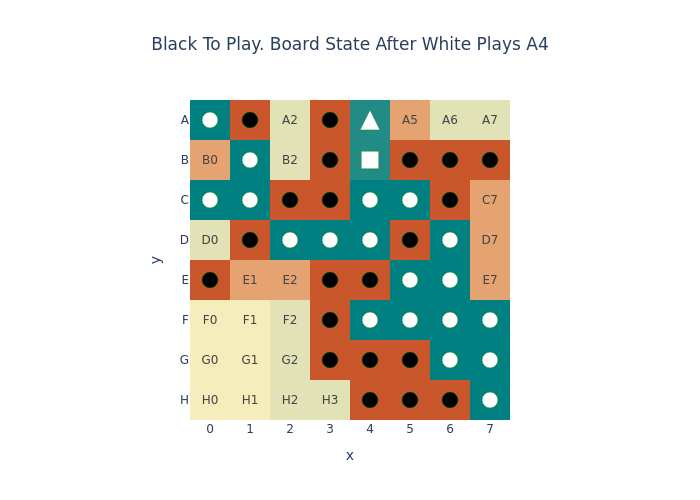 Black To Play. Board State After White Plays A4
A A2 A5 A6 A7
B B0 B2
C C7
D D0 D7
y
E E1 E2 E7
F F0 F1 F2
G G0 G1 G2
H H0 H1 H2 H3
0 1 2 3 4 5 6 7
x